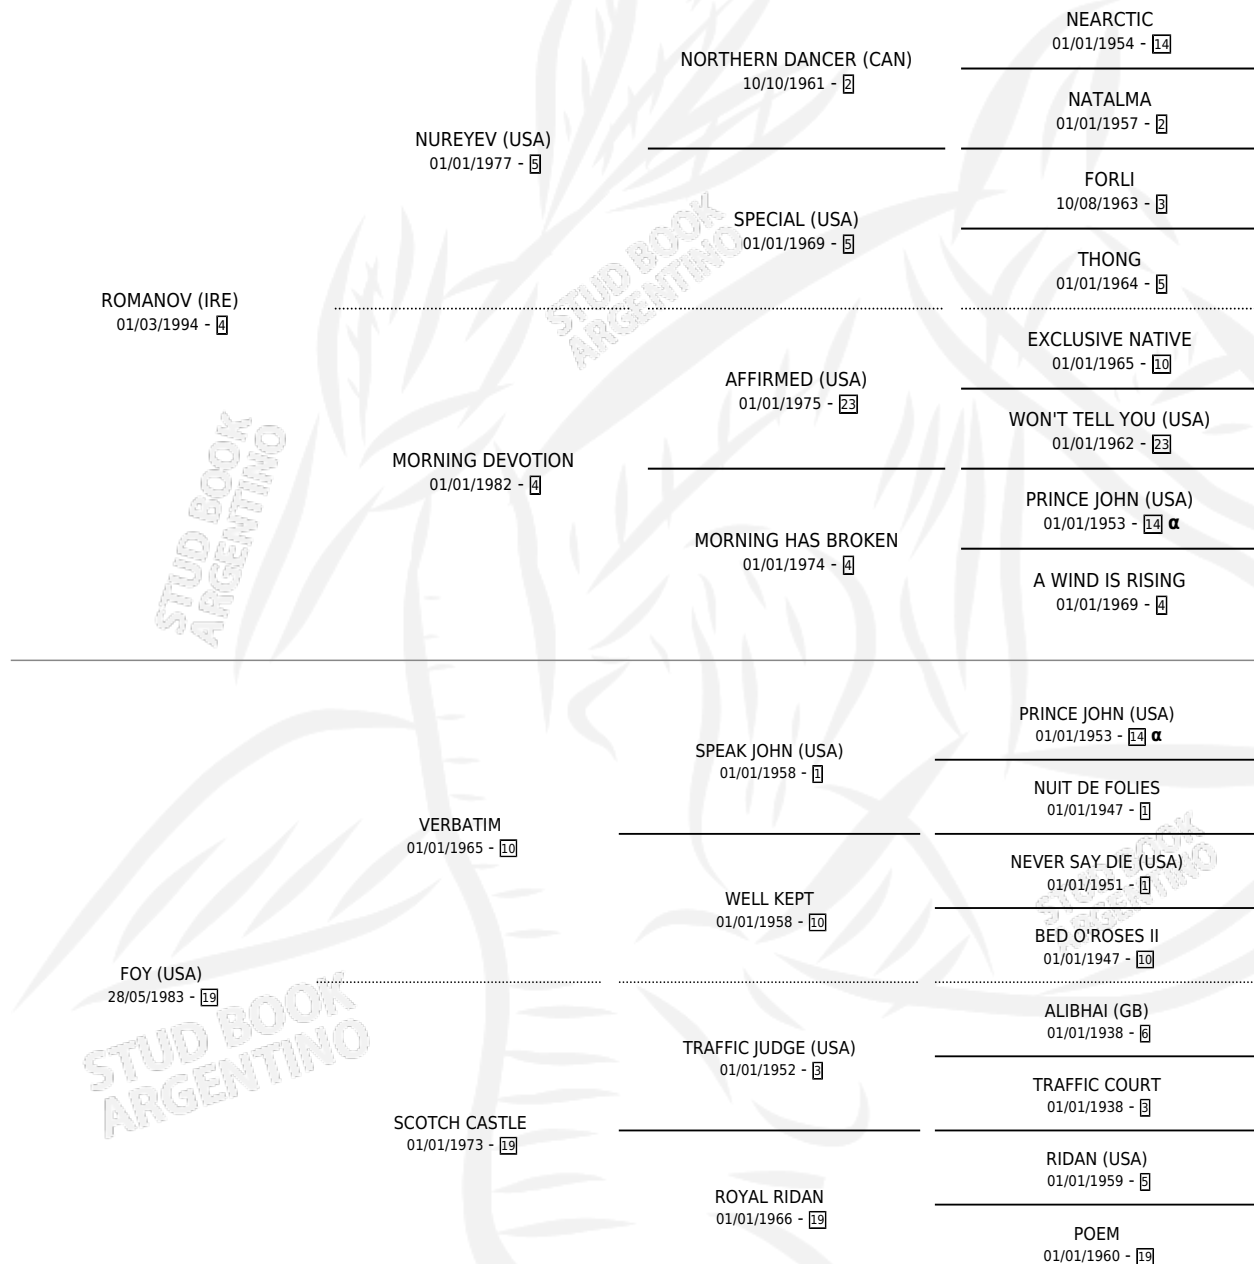 NEARCTIC
01/01/1954 - 14
NORTHERN DANCER (CAN)
10/10/1961 - 2
NATALMA
01/01/1957 - 2
NUREYEV (USA)
01/01/1977 - 5
FORLI
10/08/1963 - 3
SPECIAL (USA)
01/01/1969 - 5
THONG
01/01/1964 - 5
STUD BOOK
ARGENTINO
ROMANOV (IRE)
01/03/1994 - 4
EXCLUSIVE NATIVE
01/01/1965 - 10
AFFIRMED (USA)
01/01/1975 - 23
WON'T TELL YOU (USA)
01/01/1962 - 23
MORNING DEVOTION
01/01/1982 - 4
PRINCE JOHN (USA)
01/01/1953 - 14 α
MORNING HAS BROKEN
01/01/1974 - 4
A WIND IS RISING
01/01/1969 - 4
STUD BOOK
ARGENTINO
PRINCE JOHN (USA)
01/01/1953 - 14 α
SPEAK JOHN (USA)
01/01/1958 - 1
NUIT DE FOLIES
01/01/1947 - 1
VERBATIM
01/01/1965 - 10
NEVER SAY DIE (USA)
01/01/1951 - 1
WELL KEPT
01/01/1958 - 10
BED O'ROSES II
01/01/1947 - 10
STUD BOOK
ARGENTINO
FOY (USA)
28/05/1983 - 19
ALIBHAI (GB)
01/01/1938 - 6
TRAFFIC JUDGE (USA)
01/01/1952 - 3
TRAFFIC COURT
01/01/1938 - 3
STUD BOOK
ARGENTINO
SCOTCH CASTLE
01/01/1973 - 19
RIDAN (USA)
01/01/1959 - 5
ROYAL RIDAN
01/01/1966 - 19
POEM
01/01/1960 - 19